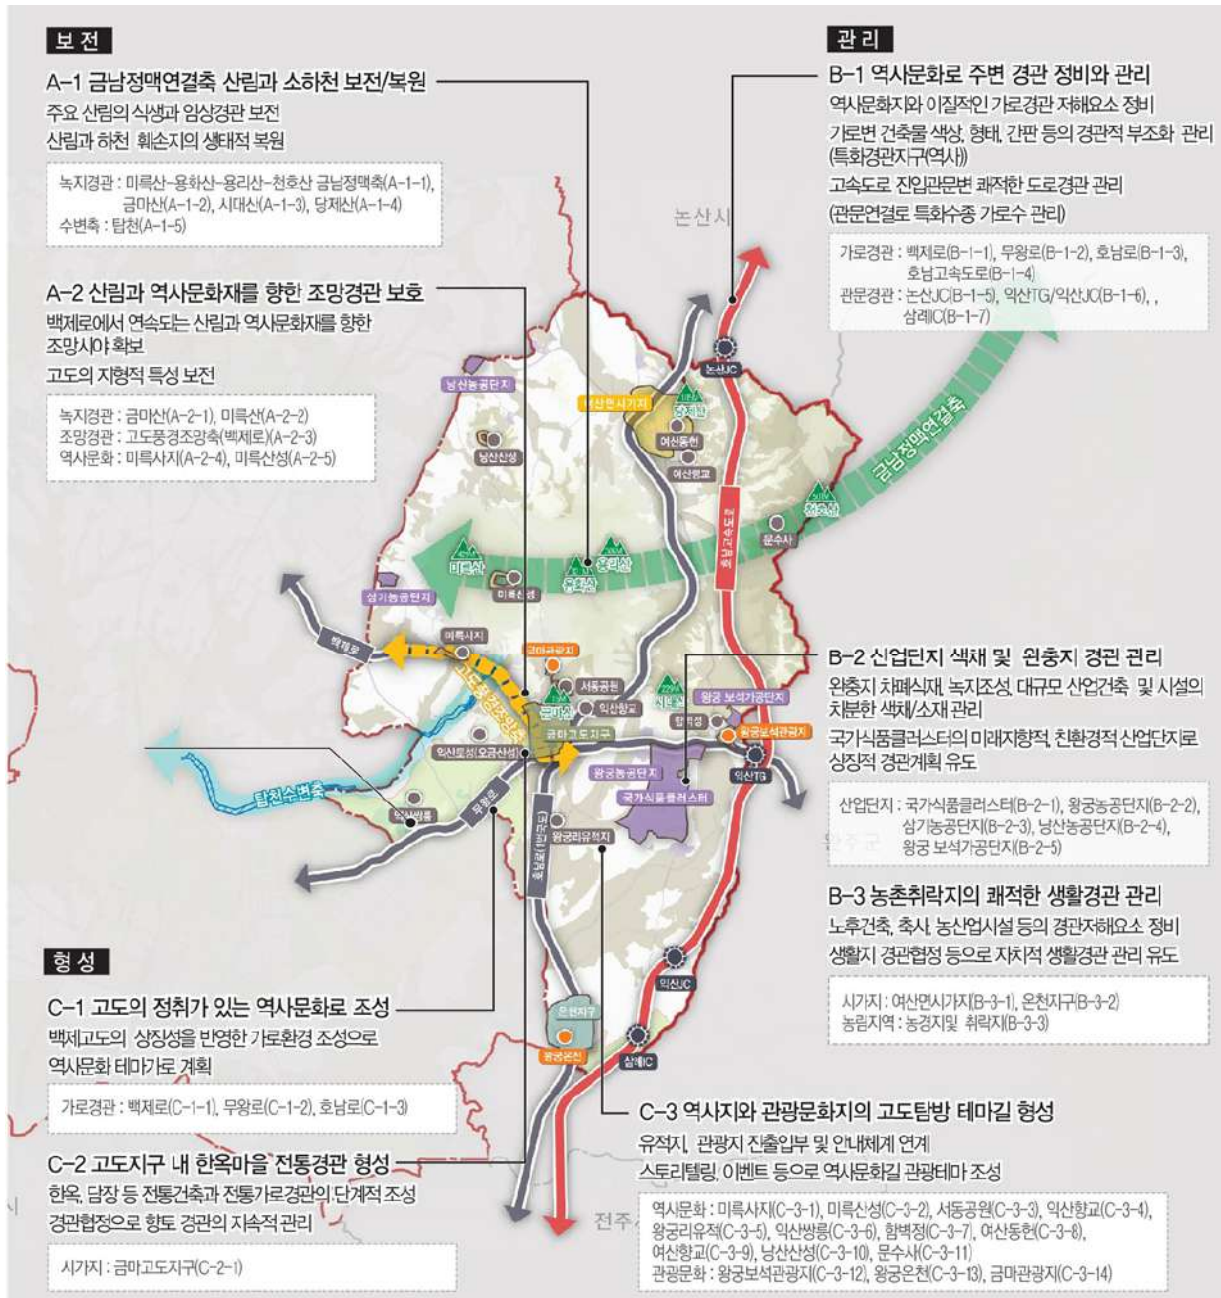 보전
A-1 금남정맥연결축 산림과 소하천 보전/복원
주요 산림의 식생과 임상경관 보전
산림과 하천 훼손지의 생태적 복원
녹지경관 : 미륵산-용화산-용리산-천호산 금남정맥축(A-1-1),
금마산(A-1-2), 시대산(A-1-3), 당제산(A-1-4)
수변축 : 탑천(A-1-5)
A-2 산림과 역사문화재를 향한 조망경관 보호
백제로에서 연속되는 산림과 역사문화재를 향한
조망시야 확보
고도의 지형적 특성 보전
녹지경관 : 금마산(A-2-1), 미륵산(A-2-2)
조망경관 : 고도풍경조망축(백제로)(A-2-3)
역사문화 : 미륵사지(A-2-4), 미륵산성(A-2-5)
관리
B-1 역사문화로 주변 경관 정비와 관리
역사문화지와 이질적인 가로경관 저해요소 정비
가로변 건축물 색상, 형태, 간판 등의 경관적 부조화 관리
(특화경관지구(역사))
고속도로 진입관문변 쾌적한 도로경관 관리
(관문연결로 특화수종 가로수 관리)
가로경관 : 백제로(B-1-1), 무왕로(B-1-2), 호남로(B-1-3),
호남고속도로(B-1-4)
관문경관 : 논산JC(B-1-5), 익산TG/익산JC(B-1-6), ,
삼례IC(B-1-7)
B-2 산업단지 색채 및 완충지 경관 관리
완충지 차폐식재, 녹지조성, 대규모 산업건축 및 시설의
차분한 색채/소재 관리
국가식품클러스터의 미래지향적, 친환경적 산업단지로
상징적 경관계획 유도
산업단지 : 국가식품클러스터(B-2-1), 왕궁농공단지(B-2-2),
삼기농공단지(B-2-3), 낭산농공단지(B-2-4),
왕궁 보석가공단지(B-2-5)
B-3 농촌취락지의 쾌적한 생활경관 관리
노후건축, 축사, 농산업시설 등의 경관저해요소 정비
생활지 경관협정 등으로 자치적 생활경관 관리 유도
시가지 : 여산면시가지(B-3-1), 온천지구(B-3-2)
농림지역 : 농경지및 취락지(B-3-3)
형성
C-1 고도의 정취가 있는 역사문화로 조성
백제고도의 상징성을 반영한 가로환경 조성으로
역사문화 테마가로 계획
가로경관 : 백제로(C-1-1), 무왕로(C-1-2), 호남로(C-1-3)
C-2 고도지구 내 한옥마을 전통경관 형성
한옥, 담장 등 전통건축과 전통가로경관의 단계적 조성
경관협정으로 향토 경관의 지속적 관리
시가지 : 금마고도지구(C-2-1)
C-3 역사지와 관광문화지의 고도탐방 테마길 형성
유적지, 관광지 진출입부 및 안내체계 연계
스토리텔링, 이벤트 등으로 역사문화길 관광테마 조성
역사문화 : 미륵사지(C-3-1), 미륵산성(C-3-2), 서동공원(C-3-3), 익산향교(C-3-4),
왕궁리유적(C-3-5), 익산쌍릉(C-3-6), 함벽정(C-3-7), 여산동헌(C-3-8),
여산향교(C-3-9), 낭산산성(C-3-10), 문수사(C-3-11)
관광문화 : 왕궁보석관광지(C-3-12), 왕궁온천(C-3-13), 금마관광지(C-3-14)
논산시
논산JC
낭산농공단지
여산면시가지
당제산
여산동헌
여산향교
낭산산성
금남정맥연결축
천호산
문수사
호남고속도로
미륵산
용화산
용리산
미륵산성
삼기농공단지
백제로
미륵사지
고도풍경조망축
금마관광지
서동공원
금마산
익산향교
시대산
왕궁 보석가공단지
함벽정
왕궁보석관광지
금마고도지구
익산토성(오금산성)
익산TG
왕궁농공단지
국가식품클러스터
탑천수변축
익산쌍릉
무왕로
호남로(1번국도)
왕궁리유적지
익산JC
온천지구
왕궁온천
삼례IC